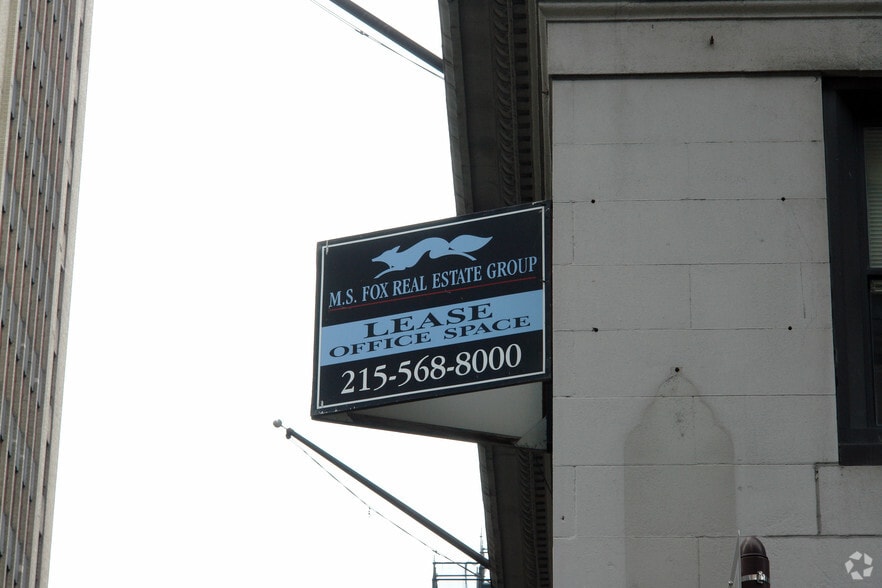 M.S. FOX REAL ESTATE GROUP
LEASE
OFFICE SPACE
215-568-8000